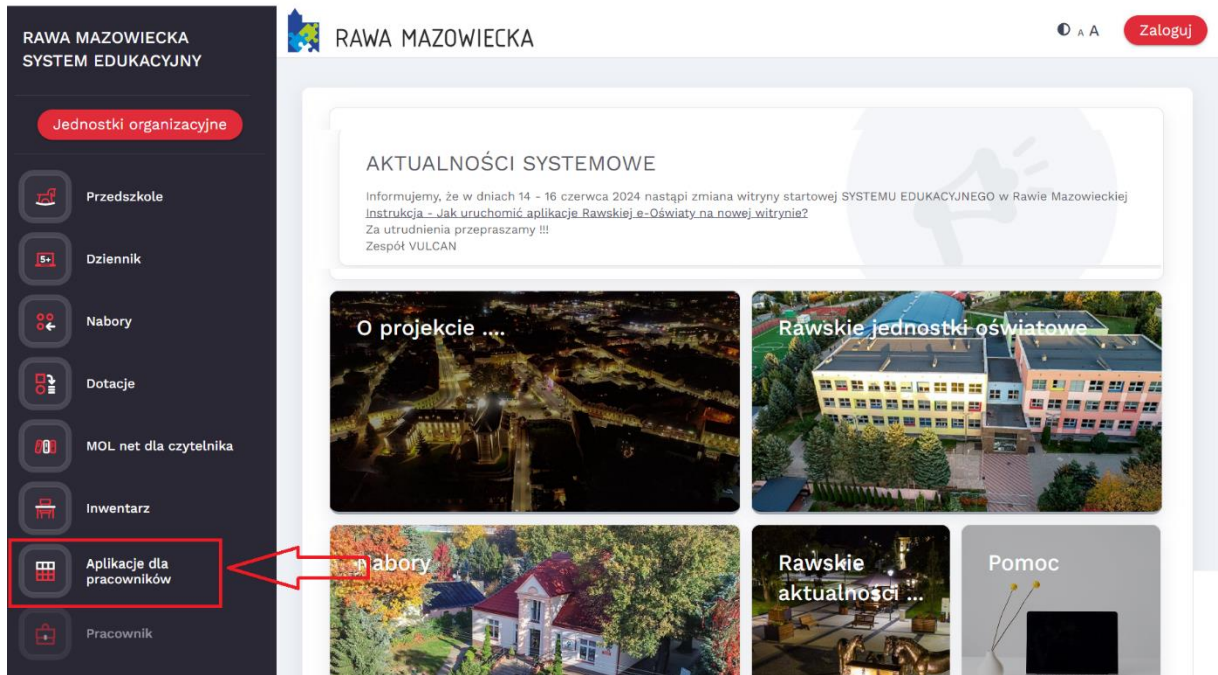 RAWA MAZOWIECKA
SYSTEM EDUKACYJNY
Jednostki organizacyjne
Przedszkole
5+
Dziennik
Nabory
Dotacje
MOL net dla czytelnika
Inwentarz
Aplikacje dla
pracowników
Pracownik
RAWA MAZOWIECKA
A A
Zaloguj
AKTUALNOŚCI SYSTEMOWE
Informujemy, że w dniach 14 - 16 czerwca 2024 nastąpi zmiana witryny startowej SYSTEMU EDUKACYJNEGO w Rawie Mazowieckiej
Instrukcja - Jak uruchomić aplikacje Rawskiej e-Oświaty na nowej witrynie?
Za utrudnienia przepraszamy !!!
Zespół VULCAN
O projekcie ....
Rawskie jednostki oświatowe
Nabory
Rawskie
aktualności ...
Pomoc